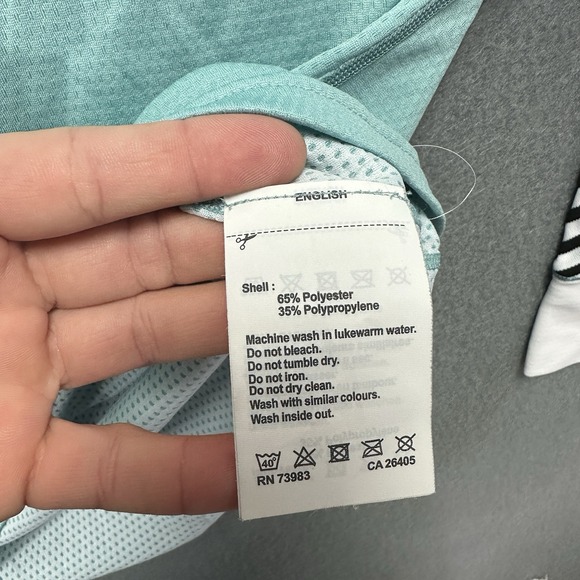 ENGLISH
Shell :
65% Polyester
35% Polypropylene
Machine wash in lukewarm water.
Do not bleach.
Do not tumble dry.
Do not iron.
Do not dry clean.
Wash with similar colours.
Wash inside out.
40°
RN 73983 CA 26405